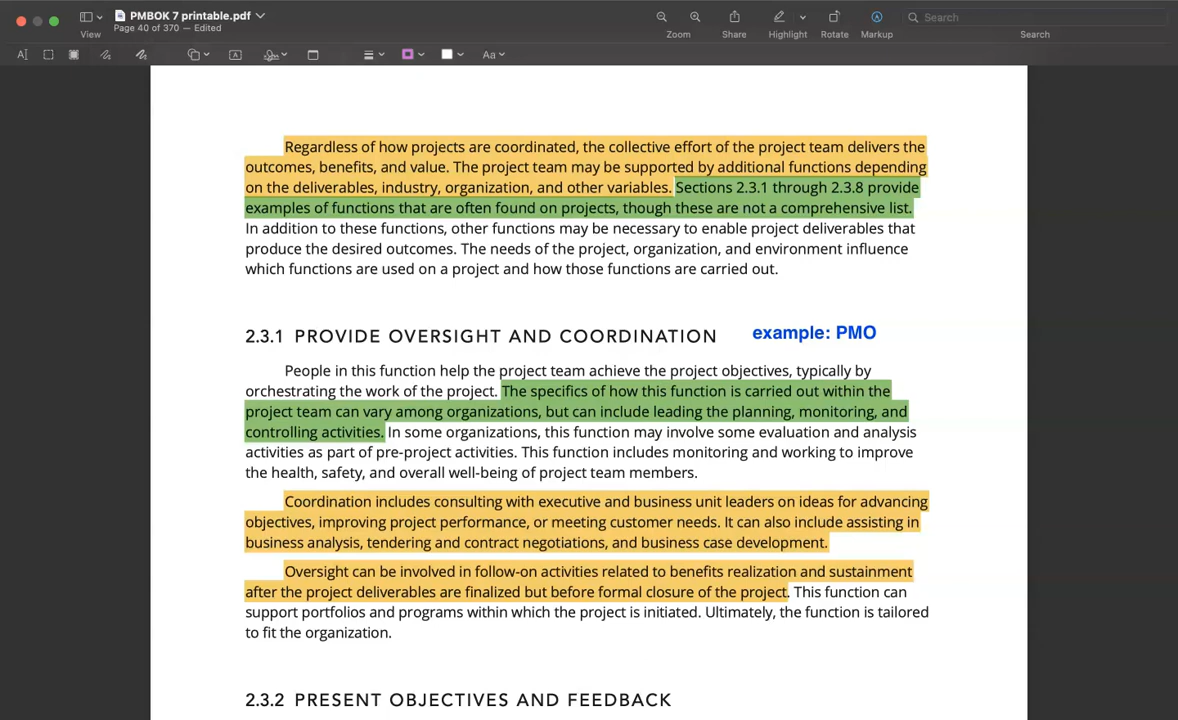 PMBOK 7 printable.pdf
Page 40 of 370 — Edited
View
Zoom
Share
Highlight
Rotate
Markup
Search
Search
A
Aa
Regardless of how projects are coordinated, the collective effort of the project team delivers the
outcomes, benefits, and value. The project team may be supported by additional functions depending
on the deliverables, industry, organization, and other variables. Sections 2.3.1 through 2.3.8 provide
examples of functions that are often found on projects, though these are not a comprehensive list.
In addition to these functions, other functions may be necessary to enable project deliverables that
produce the desired outcomes. The needs of the project, organization, and environment influence
which functions are used on a project and how those functions are carried out.
2.3.1 PROVIDE OVERSIGHT AND COORDINATION
example: PMO
People in this function help the project team achieve the project objectives, typically by
orchestrating the work of the project. The specifics of how this function is carried out within the
project team can vary among organizations, but can include leading the planning, monitoring, and
controlling activities. In some organizations, this function may involve some evaluation and analysis
activities as part of pre-project activities. This function includes monitoring and working to improve
the health, safety, and overall well-being of project team members.
Coordination includes consulting with executive and business unit leaders on ideas for advancing
objectives, improving project performance, or meeting customer needs. It can also include assisting in
business analysis, tendering and contract negotiations, and business case development.
Oversight can be involved in follow-on activities related to benefits realization and sustainment
after the project deliverables are finalized but before formal closure of the project. This function can
support portfolios and programs within which the project is initiated. Ultimately, the function is tailored
to fit the organization.
2.3.2 PRESENT OBJECTIVES AND FEEDBACK